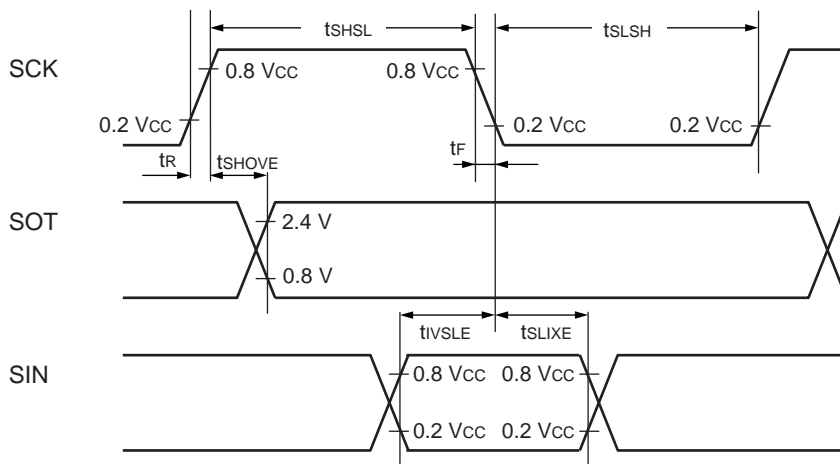 tSHSL tSLSH
SCK
0.8 VCC 0.8 VCC
0.2 VCC 0.2 VCC 0.2 VCC
tR tSHOVE tF
SOT
2.4 V
0.8 V
tIVSLE tSLIXE
SIN
0.8 VCC 0.8 VCC
0.2 VCC 0.2 VCC